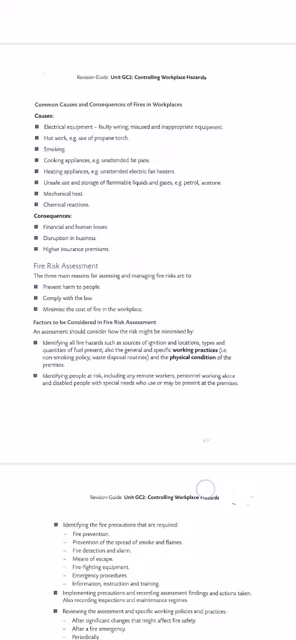 Revision Guide Unit GC2: Controlling Workplace Hazards
Common Causes and Consequences of Fires in Workplaces
Causes:
■ Electrical equipment – faulty wiring; misused and inappropriate equipment.
■ Hot work, e.g. use of propane torch.
■ Smoking.
■ Cooking appliances, e.g. unattended fat pans.
■ Heating appliances, e.g. unattended electric fan heaters
■ Unsafe use and storage of flammable liquids and gases, e.g. petrol, acetone.
■ Mechanical heat.
■ Chemical reactions.
Consequences:
■ Financial and human losses.
■ Disruption in business.
■ Higher insurance premiums.
Fire Risk Assessment
The three main reasons for assessing and managing fire risks are to:
■ Prevent harm to people.
■ Comply with the law
■ Minimise the cost of fire in the workplace.
Factors to be Considered in Fire Risk Assessment
An assessment should consider how the risk might be minimised by:
■ Identifying all fire hazards such as sources of ignition and locations, types and
quantities of fuel present; also the general and specific working practices (i.e.
non-smoking policy, waste disposal routines) and the physical condition of the
premises.
■ Identifying people at risk, including any remote workers, personnel working alone
and disabled people with special needs who use or may be present at the premises.
Revision Guide Unit GC2: Controlling Workplace Hazards
■ Identifying the fire precautions that are required:
– Fire prevention.
– Prevention of the spread of smoke and flames.
– Fire detection and alarm.
– Means of escape.
– Fire-fighting equipment.
– Emergency procedures.
– Information, instruction and training.
■ Implementing precautions and recording assessment findings and actions taken.
Also recording inspections and maintenance regimes.
■ Reviewing the assessment and specific working policies and practices:
– After significant changes that might affect fire safety.
– After a fire emergency.
– Periodically